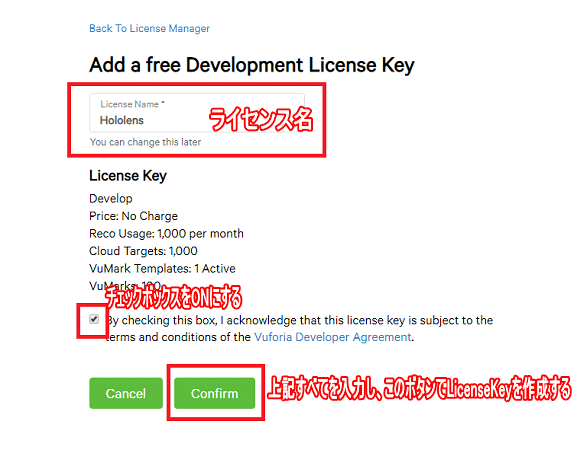 Back To License Manager
Add a free Development License Key
License Name *
Hololens
ライセンス名
You can change this later
License Key
Develop
Price: No Charge
Reco Usage: 1,000 per month
Cloud Targets: 1,000
VuMark Templates: 1 Active
VuMarks: 100
チェックボックスをONにする
By checking this box, I acknowledge that this license key is subject to the
terms and conditions of the Vuforia Developer Agreement.
Cancel
Confirm
上記すべてを入力し、このボタンでLicenseKeyを作成する